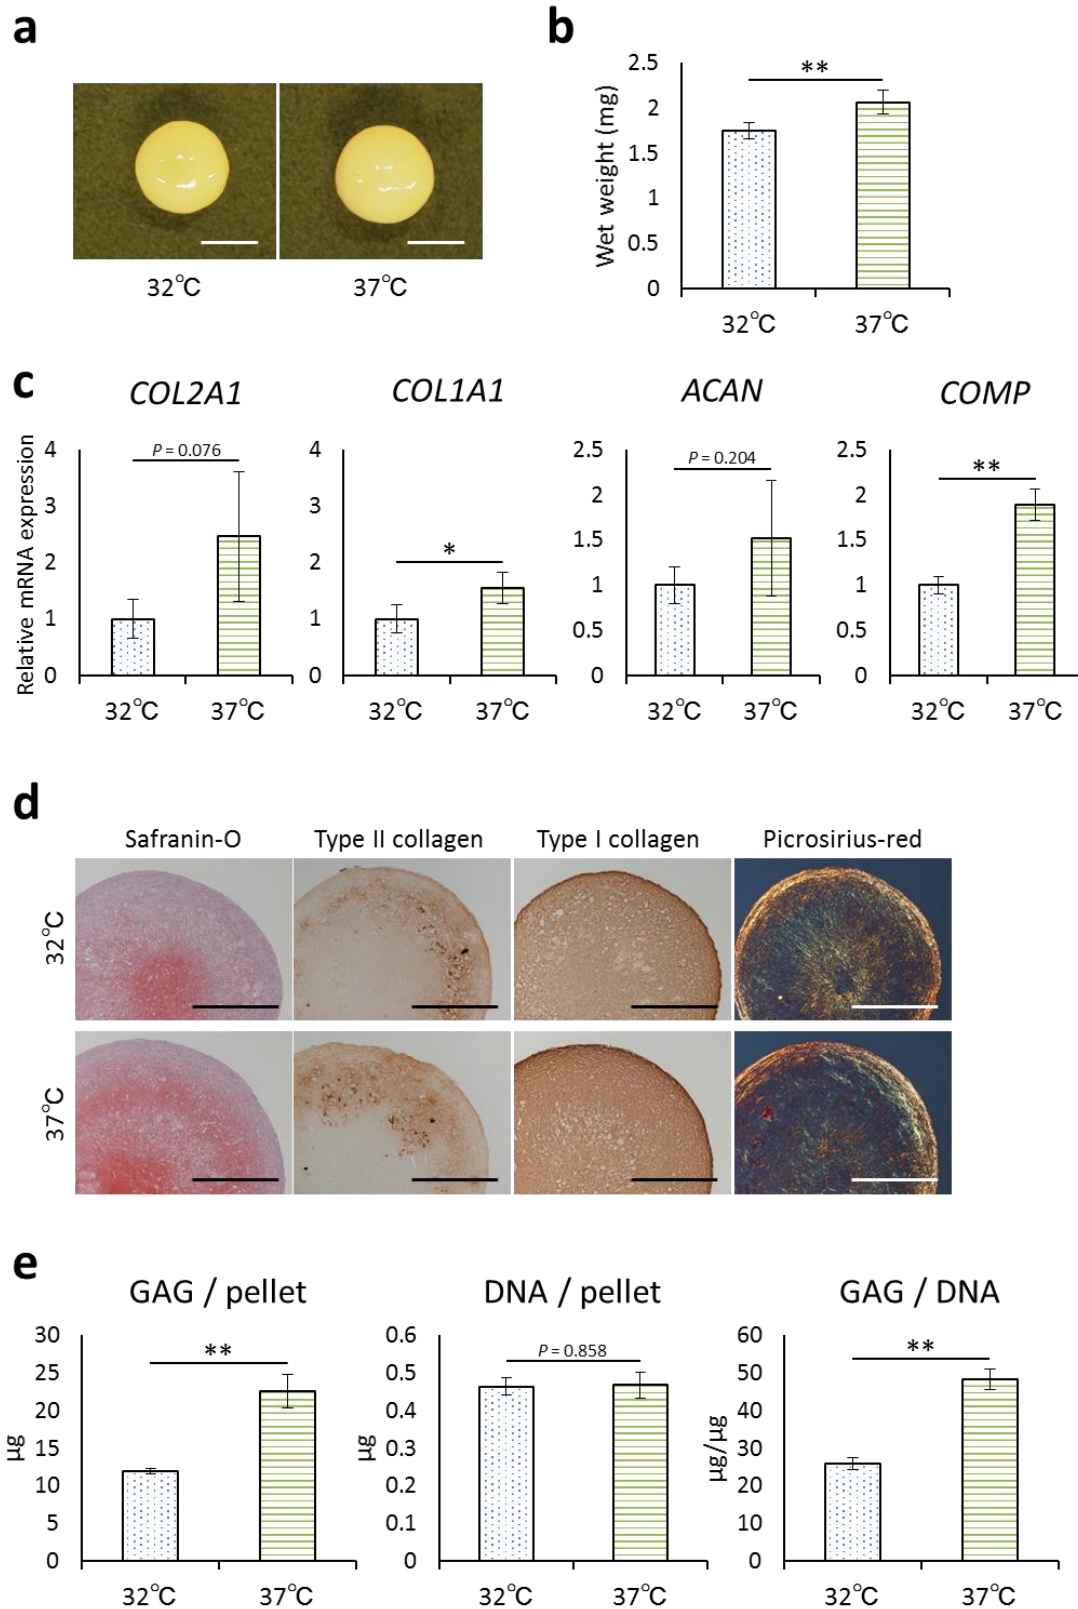 a
32°C
37°C
b
Wet weight (mg)
2.5
2
1.5
1
0.5
0
**
32°C
37°C
c
Relative mRNA expression
COL2A1
4
3
2
1
0
P = 0.076
32°C
37°C
COL1A1
4
3
2
1
0
*
32°C
37°C
ACAN
2.5
2
1.5
1
0.5
0
P = 0.204
32°C
37°C
COMP
2.5
2
1.5
1
0.5
0
**
32°C
37°C
d
Safranin-O
Type II collagen
Type I collagen
Picrosirius-red
32°C
37°C
e
GAG / pellet
30
25
20
15
10
5
0
µg
**
32°C
37°C
DNA / pellet
0.6
0.5
0.4
0.3
0.2
0.1
0
µg
P = 0.858
32°C
37°C
GAG / DNA
60
50
40
30
20
10
0
µg/µg
**
32°C
37°C